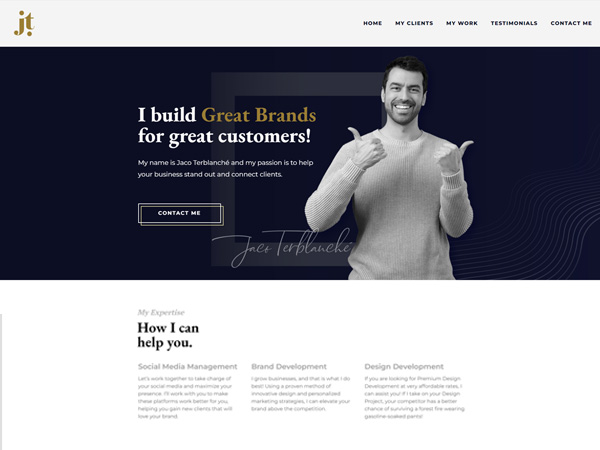 jt
HOME MY CLIENTS MY WORK TESTIMONIALS CONTACT ME
I build Great Brands
for great customers!
My name is Jaco Terblanché and my passion is to help
your business stand out and connect clients.
CONTACT ME
Jaco Terblanché
My Expertise
How I can
help you.
Social Media Management
Let's work together to take charge of
your social media and maximize your
presence. I'll work with you to make
these platforms work better for you,
helping you gain new clients that will
love your brand.
Brand Development
I grow businesses, and that is what I do
best! Using a proven method of
innovative design and personalized
marketing strategies, I can elevate your
brand above the competition.
Design Development
If you are looking for Premium Design
Development at very affordable rates, I
can assist you! If I take on your Design
Project, your competitor has a better
chance of surviving a forest fire wearing
gasoline-soaked pants!